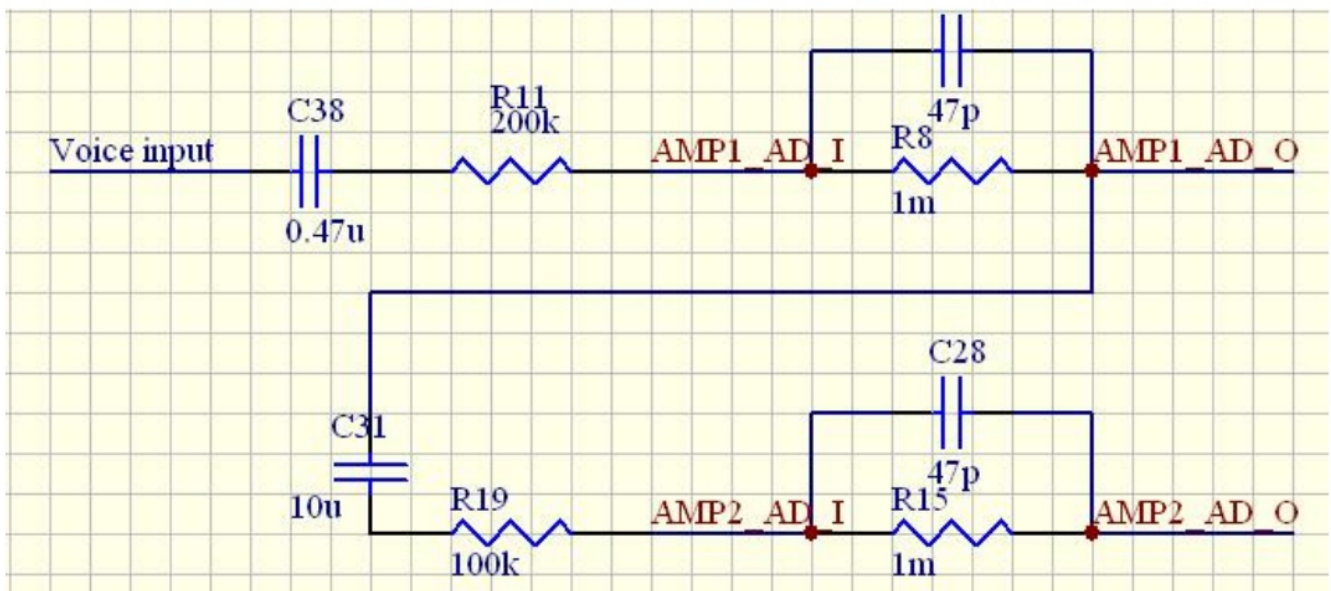 C38
R11
200k
47p
Voice input
AMP1_AD_I
R8
AMP1_AD_O
0.47u
1m
C28
C31
47p
10u
R19
AMP2_AD_I
R15
AMP2_AD_O
100k
1m